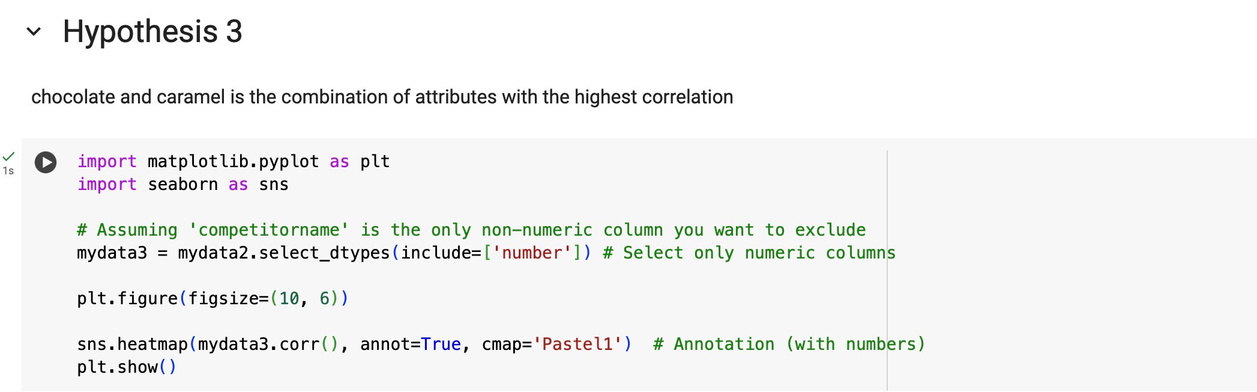 Hypothesis 3
chocolate and caramel is the combination of attributes with the highest correlation
1s
import matplotlib.pyplot as plt
import seaborn as sns
# Assuming 'competitorname' is the only non-numeric column you want to exclude
mydata3 = mydata2.select_dtypes(include=['number']) # Select only numeric columns
plt.figure(figsize=(10, 6))
sns.heatmap(mydata3.corr(), annot=True, cmap='Pastel1')  # Annotation (with numbers)
plt.show()